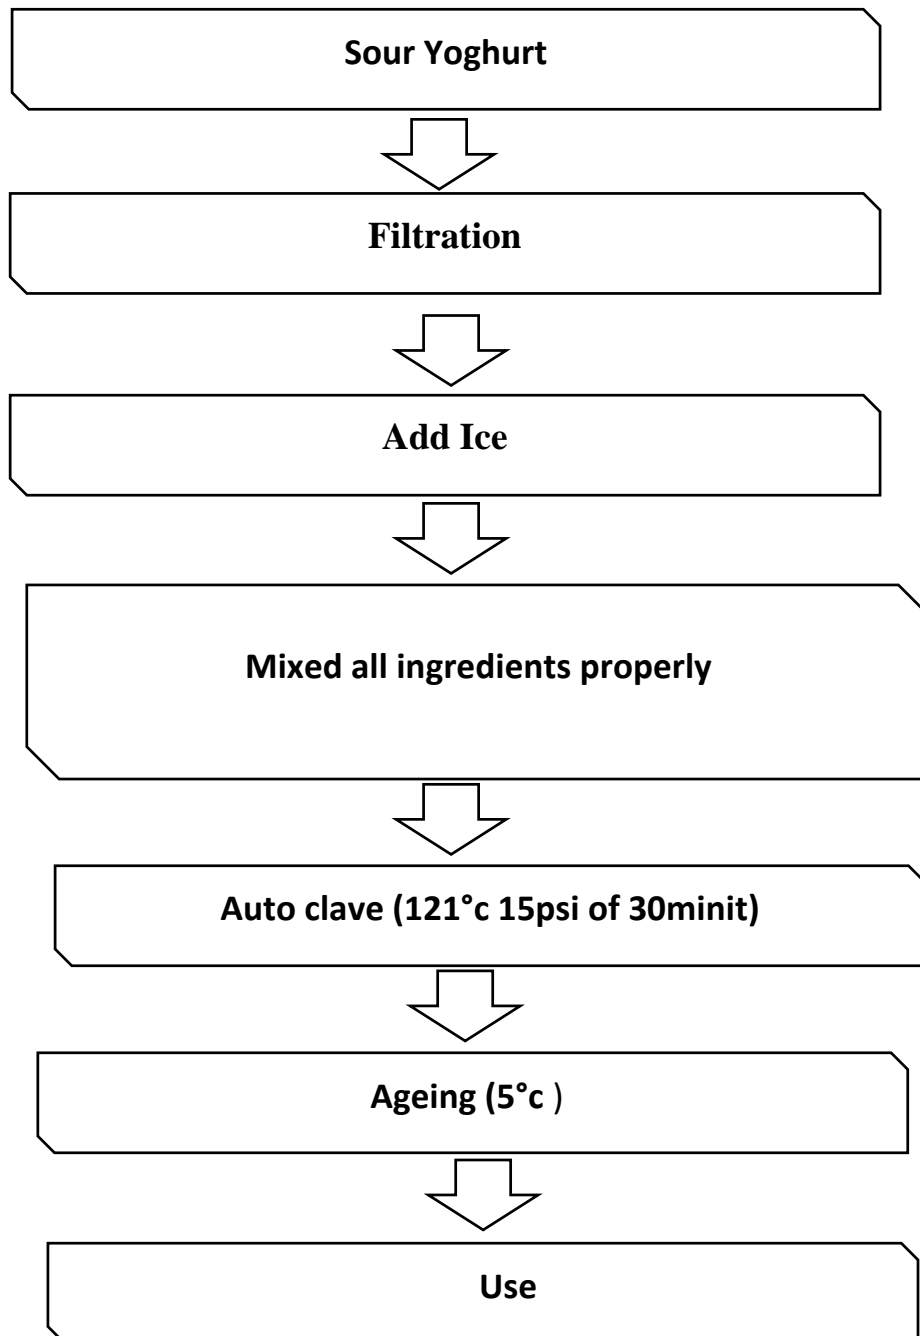 Sour Yoghurt
Filtration
Add Ice
Mixed all ingredients properly
Auto clave (121°c 15psi of 30minit)
Ageing (5°c )
Use